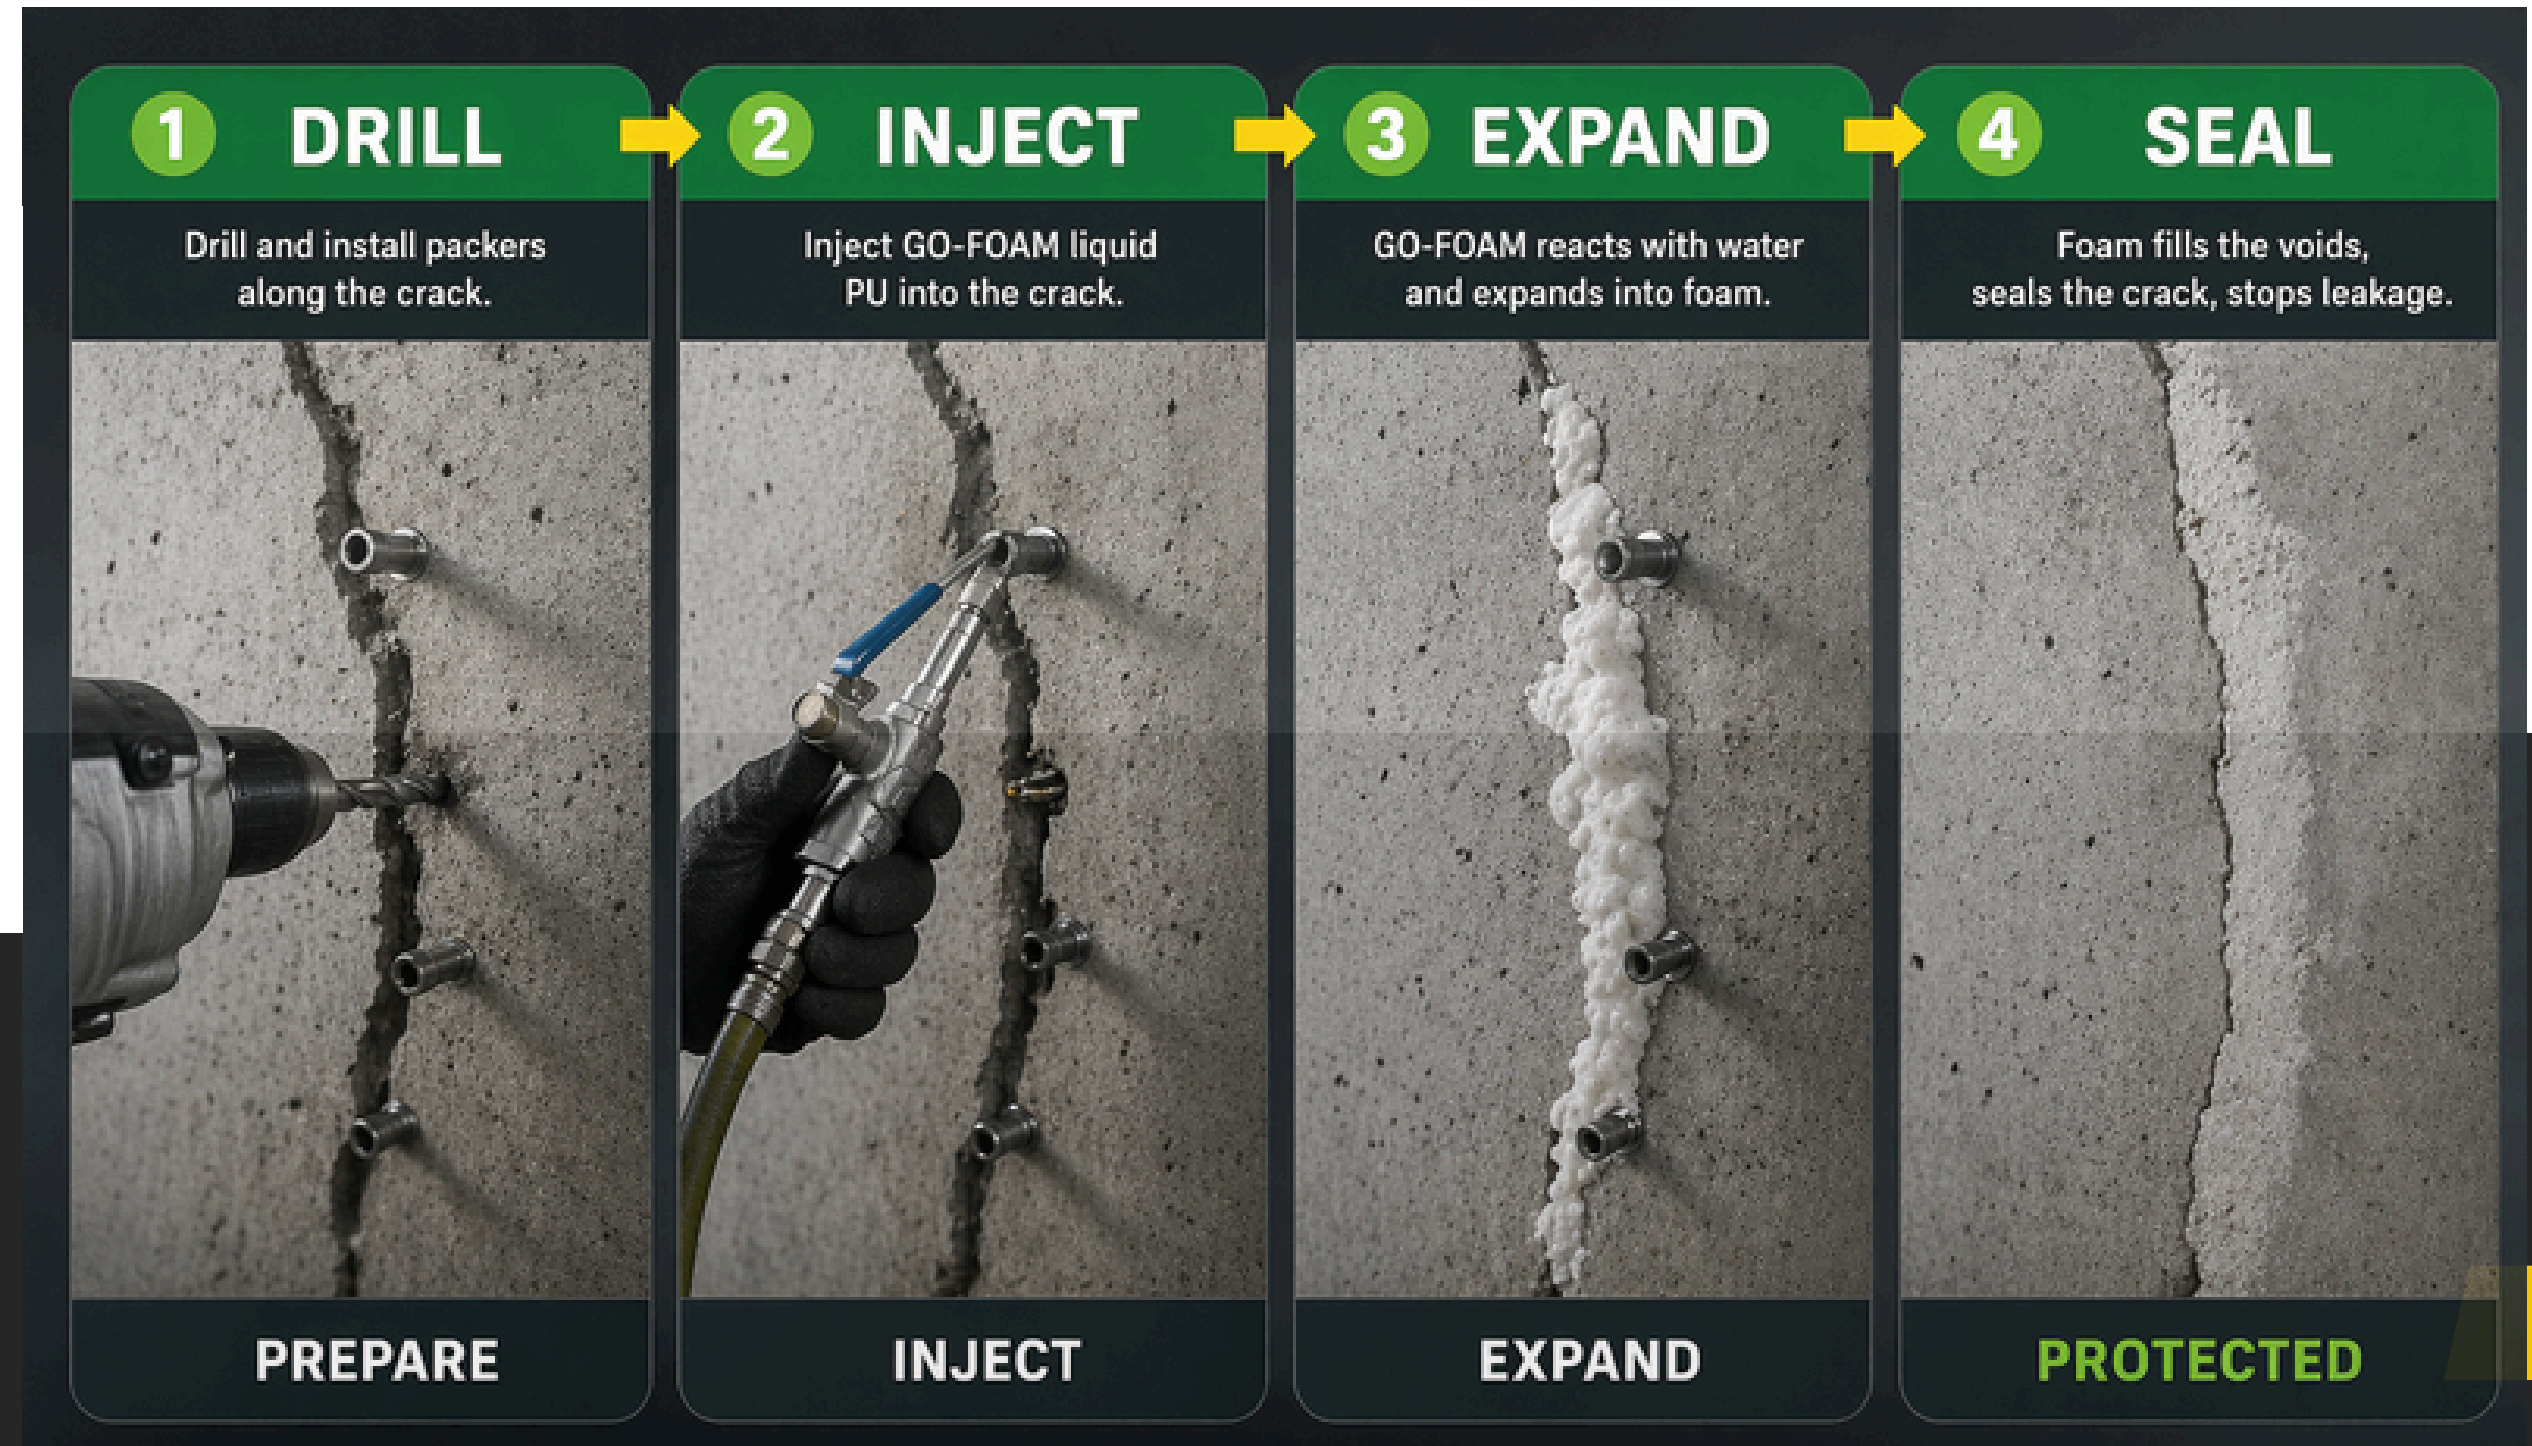 1 DRILL
Drill and install packers
along the crack.
PREPARE
2 INJECT
Inject GO-FOAM liquid
PU into the crack.
INJECT
3 EXPAND
GO-FOAM reacts with water
and expands into foam.
EXPAND
4 SEAL
Foam fills the voids,
seals the crack, stops leakage.
PROTECTED